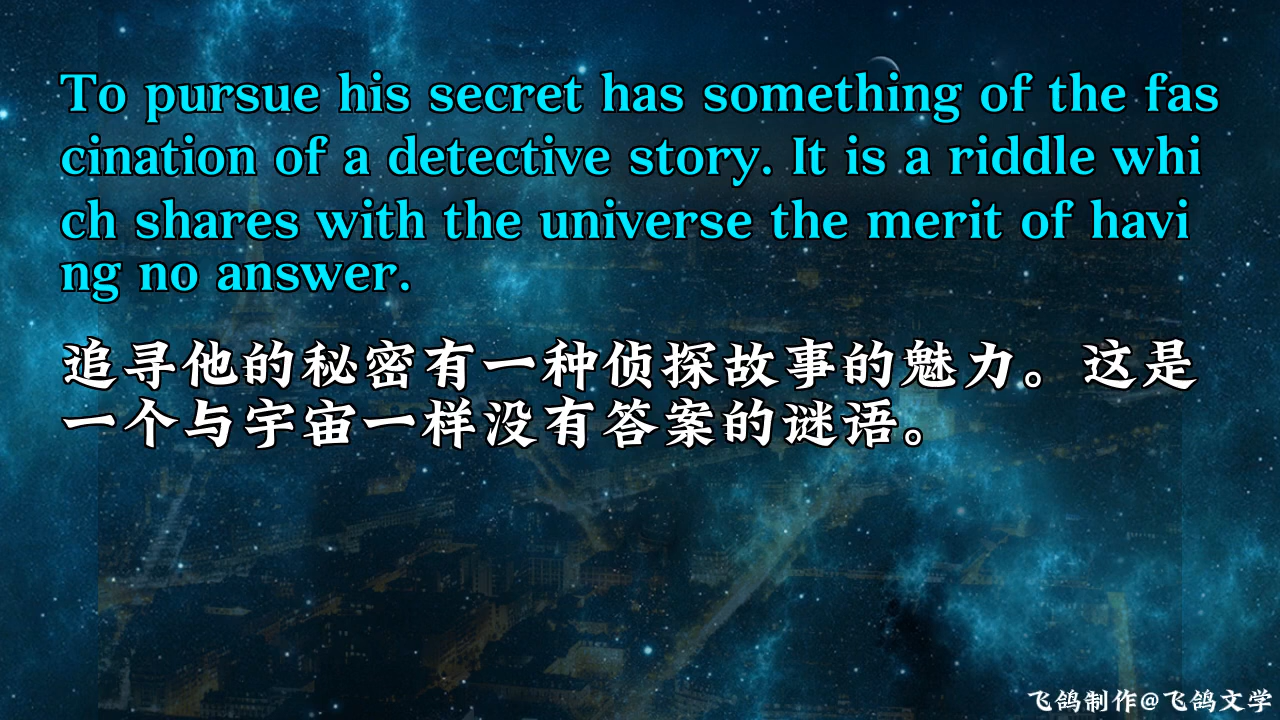 To pursue his secret has something of the fas
cination of a detective story. It is a riddle whi
ch shares with the universe the merit of havi
ng no answer.
追寻他的秘密有一种侦探故事的魅力。这是
一个与宇宙一样没有答案的谜语。
飞鸽制作@飞鸽文学